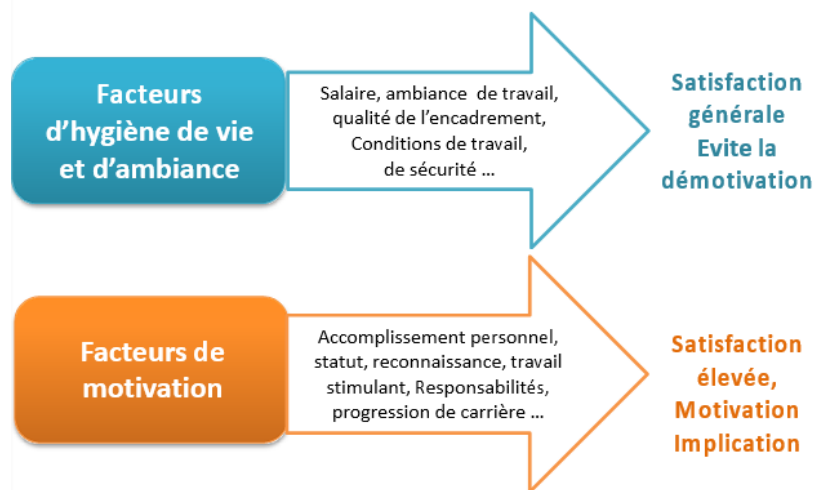 Facteurs
d'hygiène de vie
et d'ambiance
Salaire, ambiance de travail,
qualité de l'encadrement,
Conditions de travail,
de sécurité ...
Satisfaction
générale
Evite la
démotivation
Facteurs de
motivation
Accomplissement personnel,
statut, reconnaissance, travail
stimulant, Responsabilités,
progression de carrière ...
Satisfaction
élevée,
Motivation
Implication